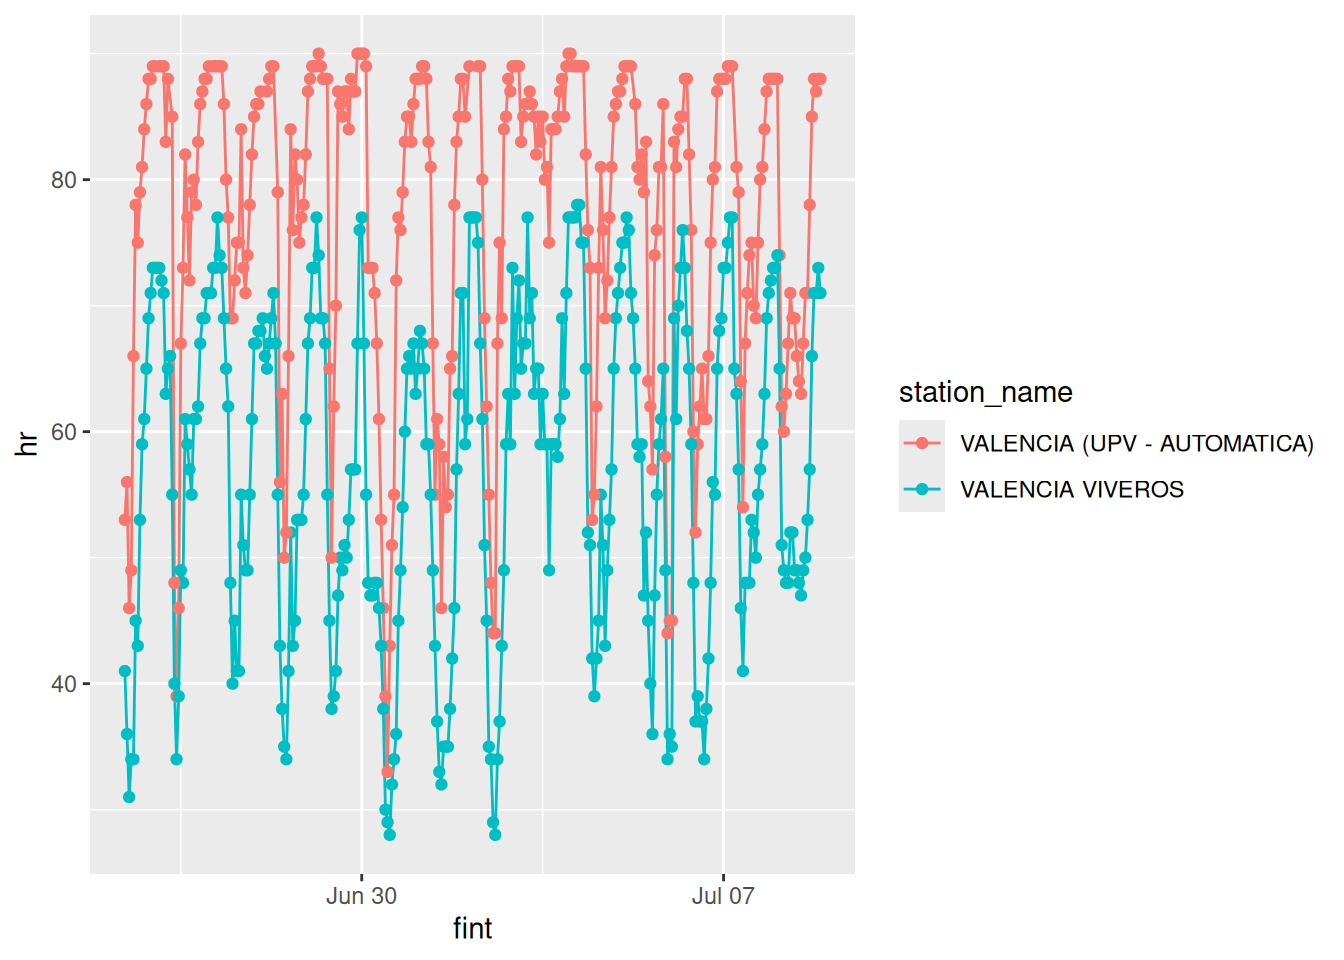 80
60
40
hr
Jun 30
Jul 07
fint
station_name
VALENCIA (UPV - AUTOMATICA)
VALENCIA VIVEROS